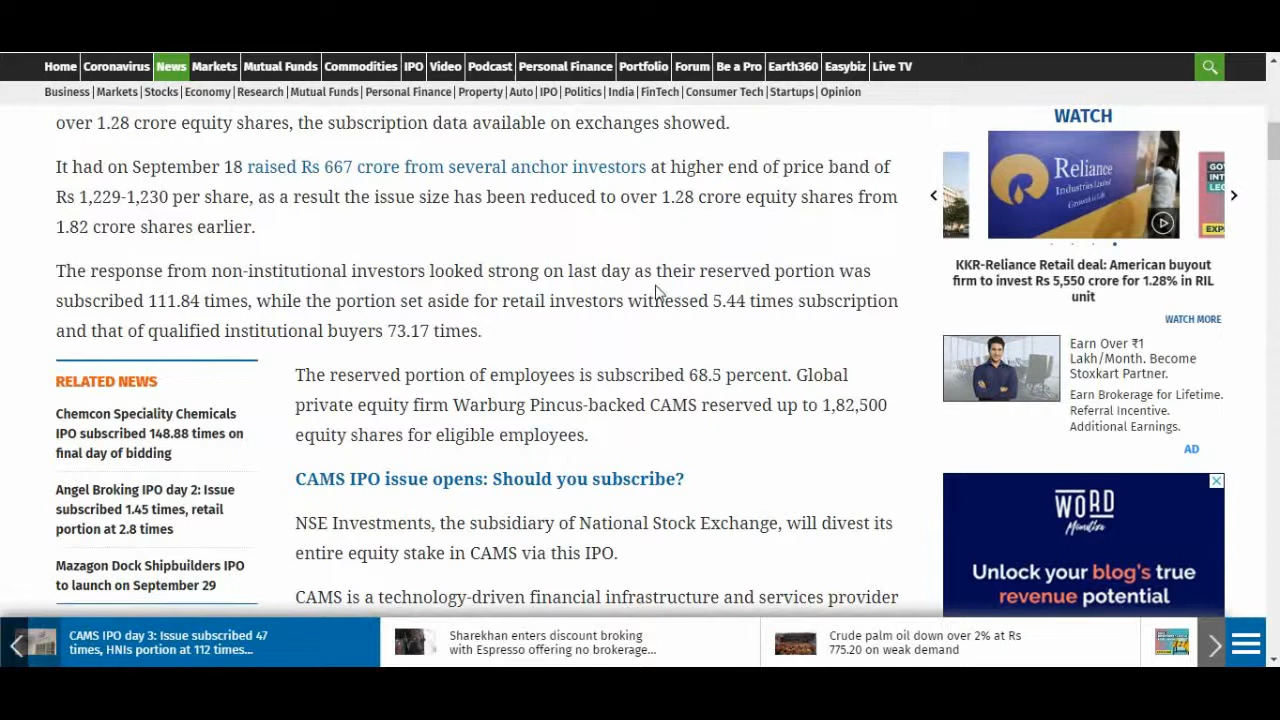 Home Coronavirus News Markets Mutual Funds Commodities IPO Video Podcast Personal Finance Portfolio Forum Be a Pro Earth360 Easybiz Live TV
Business | Markets | Stocks | Economy | Research | Mutual Funds | Personal Finance | Property | Auto | IPO | Politics | India | FinTech | Consumer Tech | Startups | Opinion
over 1.28 crore equity shares, the subscription data available on exchanges showed.
It had on September 18 raised Rs 667 crore from several anchor investors at higher end of price band of
Rs 1,229-1,230 per share, as a result the issue size has been reduced to over 1.28 crore equity shares from
1.82 crore shares earlier.
The response from non-institutional investors looked strong on last day as their reserved portion was
subscribed 111.84 times, while the portion set aside for retail investors witnessed 5.44 times subscription
and that of qualified institutional buyers 73.17 times.
RELATED NEWS
Chemcon Speciality Chemicals
IPO subscribed 148.88 times on
final day of bidding
Angel Broking IPO day 2: Issue
subscribed 1.45 times, retail
portion at 2.8 times
Mazagon Dock Shipbuilders IPO
to launch on September 29
The reserved portion of employees is subscribed 68.5 percent. Global
private equity firm Warburg Pincus-backed CAMS reserved up to 1,82,500
equity shares for eligible employees.
CAMS IPO issue opens: Should you subscribe?
NSE Investments, the subsidiary of National Stock Exchange, will divest its
entire equity stake in CAMS via this IPO.
CAMS is a technology-driven financial infrastructure and services provider
WATCH
Reliance
Industries Limited
Growth is Life
GO
INT
LEG
EXP
KKR-Reliance Retail deal: American buyout
firm to invest Rs 5,550 crore for 1.28% in RIL
unit
WATCH MORE
Earn Over ₹1
Lakh/Month. Become
Stoxkart Partner.
Earn Brokerage for Lifetime.
Referral Incentive.
Additional Earnings.
AD
WORD
Mandba
Unlock your blog's true
revenue potential
CAMS IPO day 3: Issue subscribed 47
times, HNIs portion at 112 times...
Sharekhan enters discount broking
with Espresso offering no brokerage...
Crude palm oil down over 2% at Rs
775.20 on weak demand